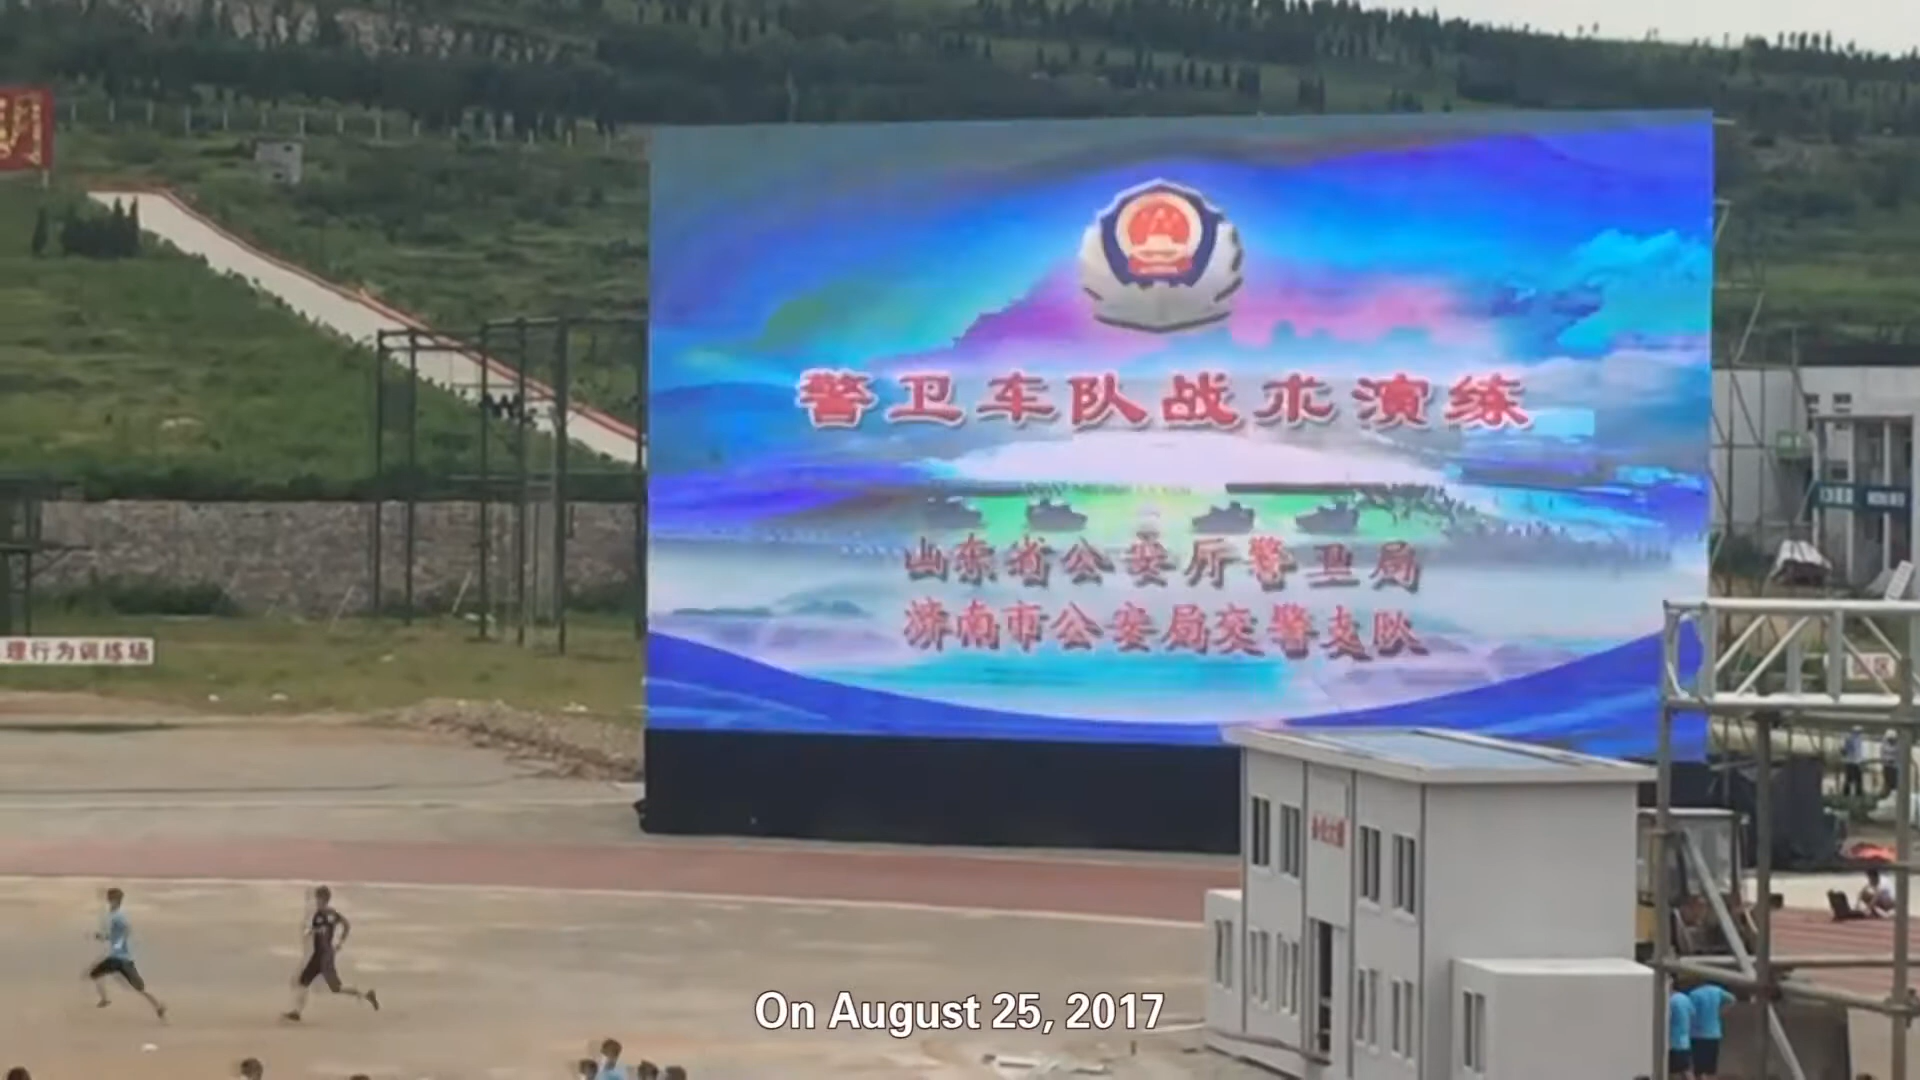 警卫车队战术演练
山东省公安厅警卫局
济南市公安局交警支队
理行为训练场
On August 25, 2017